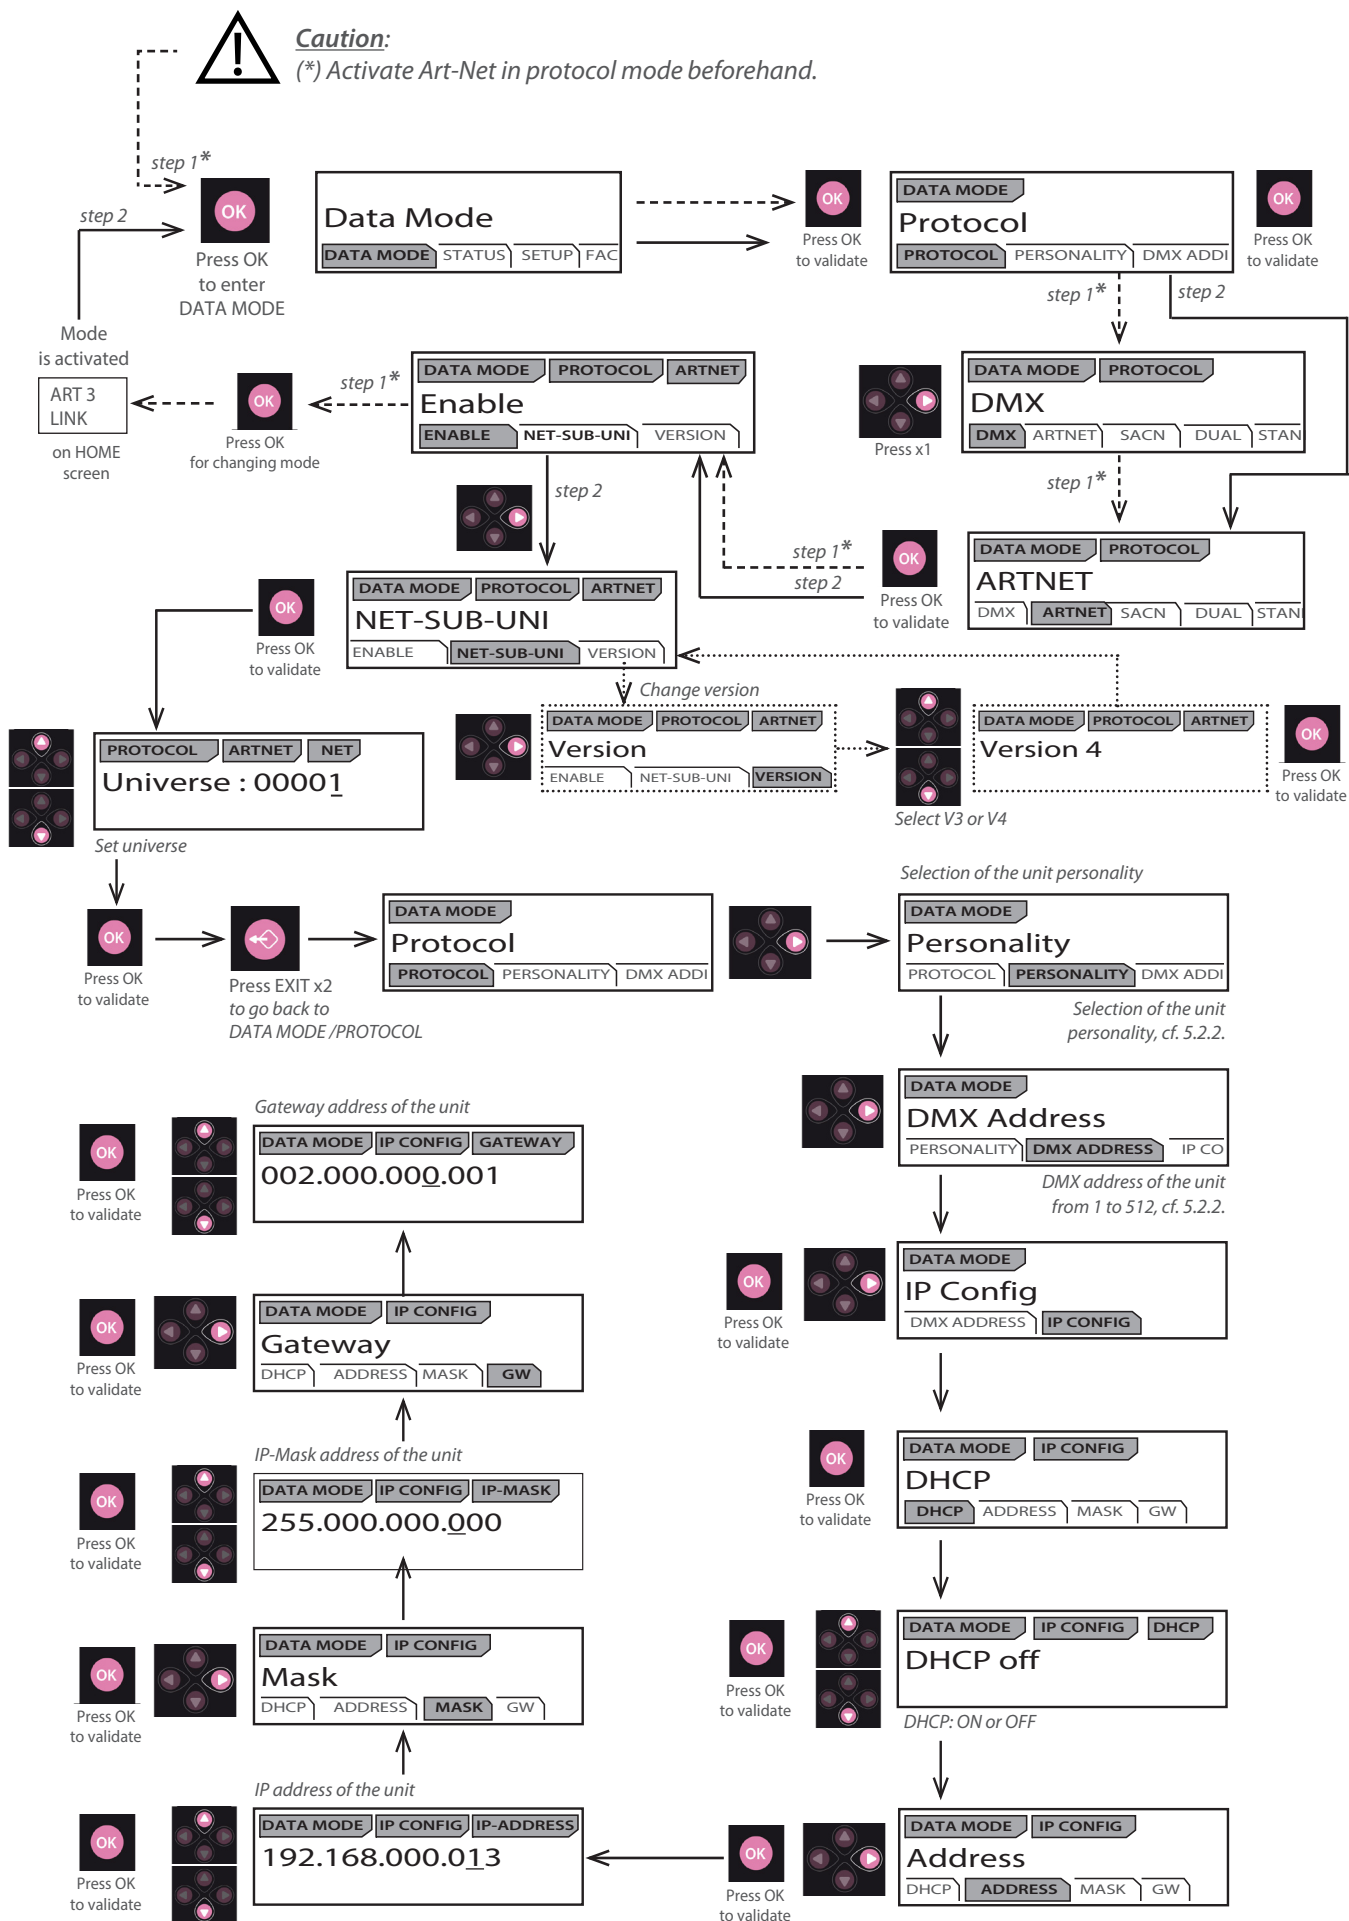 Caution:
(*) Activate Art-Net in protocol mode beforehand.
step 1*
step 2
OK
Press OK
to enter
DATA MODE
Data Mode
DATA MODE STATUS SETUP FAC
OK
Press OK
to validate
DATA MODE
Protocol
PROTOCOL PERSONALITY DMX ADDI
OK
Press OK
to validate
step 1*
step 2
Mode
is activated
ART 3
LINK
on HOME
screen
OK
Press OK
for changing mode
step 1*
DATA MODE PROTOCOL ARTNET
Enable
ENABLE NET-SUB-UNI VERSION
Press x1
DATA MODE PROTOCOL
DMX
DMX ARTNET SACN DUAL STAN
step 1*
step 2
step 1*
step 2
OK
Press OK
to validate
DATA MODE PROTOCOL
ARTNET
DMX ARTNET SACN DUAL STAN
OK
Press OK
to validate
DATA MODE PROTOCOL ARTNET
NET-SUB-UNI
ENABLE NET-SUB-UNI VERSION
Change version
DATA MODE PROTOCOL ARTNET
Version
ENABLE NET-SUB-UNI VERSION
Select V3 or V4
DATA MODE PROTOCOL ARTNET
Version 4
OK
Press OK
to validate
PROTOCOL ARTNET NET
Universe : 00001
Set universe
OK
Press OK
to validate
Press EXIT x2
to go back to
DATA MODE /PROTOCOL
DATA MODE
Protocol
PROTOCOL PERSONALITY DMX ADDI
Selection of the unit personality
DATA MODE
Personality
PROTOCOL PERSONALITY DMX ADDI
Selection of the unit
personality, cf. 5.2.2.
DATA MODE
DMX Address
PERSONALITY DMX ADDRESS IP CO
DMX address of the unit
from 1 to 512, cf. 5.2.2.
OK
Press OK
to validate
DATA MODE
IP Config
DMX ADDRESS IP CONFIG
OK
Press OK
to validate
DATA MODE IP CONFIG
DHCP
DHCP ADDRESS MASK GW
OK
Press OK
to validate
DATA MODE IP CONFIG DHCP
DHCP off
DHCP: ON or OFF
OK
Press OK
to validate
DATA MODE IP CONFIG
Address
DHCP ADDRESS MASK GW
IP address of the unit
OK
Press OK
to validate
DATA MODE IP CONFIG IP-ADDRESS
192.168.000.013
OK
Press OK
to validate
DATA MODE IP CONFIG
Mask
DHCP ADDRESS MASK GW
IP-Mask address of the unit
OK
Press OK
to validate
DATA MODE IP CONFIG IP-MASK
255.000.000.000
OK
Press OK
to validate
DATA MODE IP CONFIG
Gateway
DHCP ADDRESS MASK GW
Gateway address of the unit
OK
Press OK
to validate
DATA MODE IP CONFIG GATEWAY
002.000.000.001